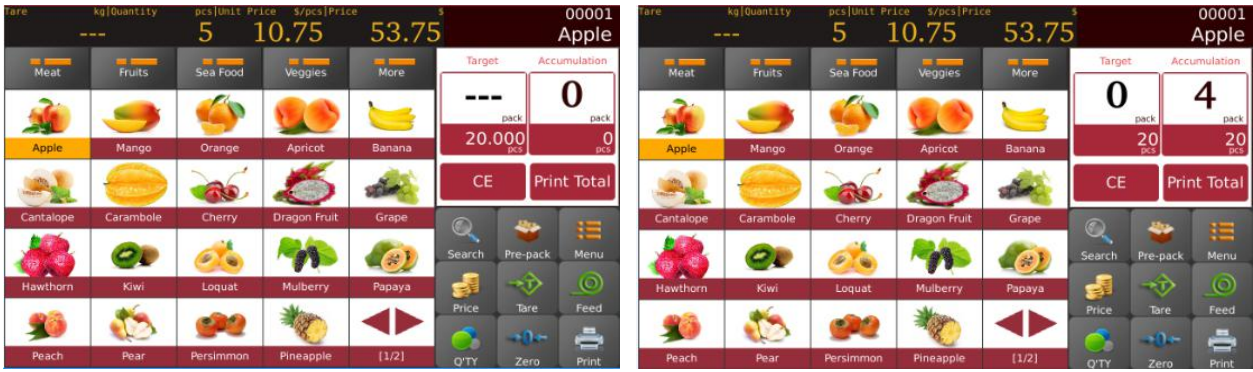 Tare kg|Quantity pcs|Unit Price $/pcs|Price $
--- 5 10.75 53.75
00001
Apple
Meat Fruits Sea Food Veggies More
Target Accumulation
--- 0
pack pack
20.000 0
pcs pcs
Apple Mango Orange Apricot Banana
CE Print Total
Cantalope Carambole Cherry Dragon Fruit Grape
Search Pre-pack Menu
Hawthorn Kiwi Loquat Mulberry Papaya
Price Tare Feed
Peach Pear Persimmon Pineapple [1/2]
Q'TY Zero Print
Tare kg|Quantity pcs|Unit Price $/pcs|Price $
--- 5 10.75 53.75
00001
Apple
Meat Fruits Sea Food Veggies More
Target Accumulation
0 4
pack pack
20 20
pcs pcs
Apple Mango Orange Apricot Banana
CE Print Total
Cantalope Carambole Cherry Dragon Fruit Grape
Search Pre-pack Menu
Hawthorn Kiwi Loquat Mulberry Papaya
Price Tare Feed
Peach Pear Persimmon Pineapple [1/2]
Q'TY Zero Print